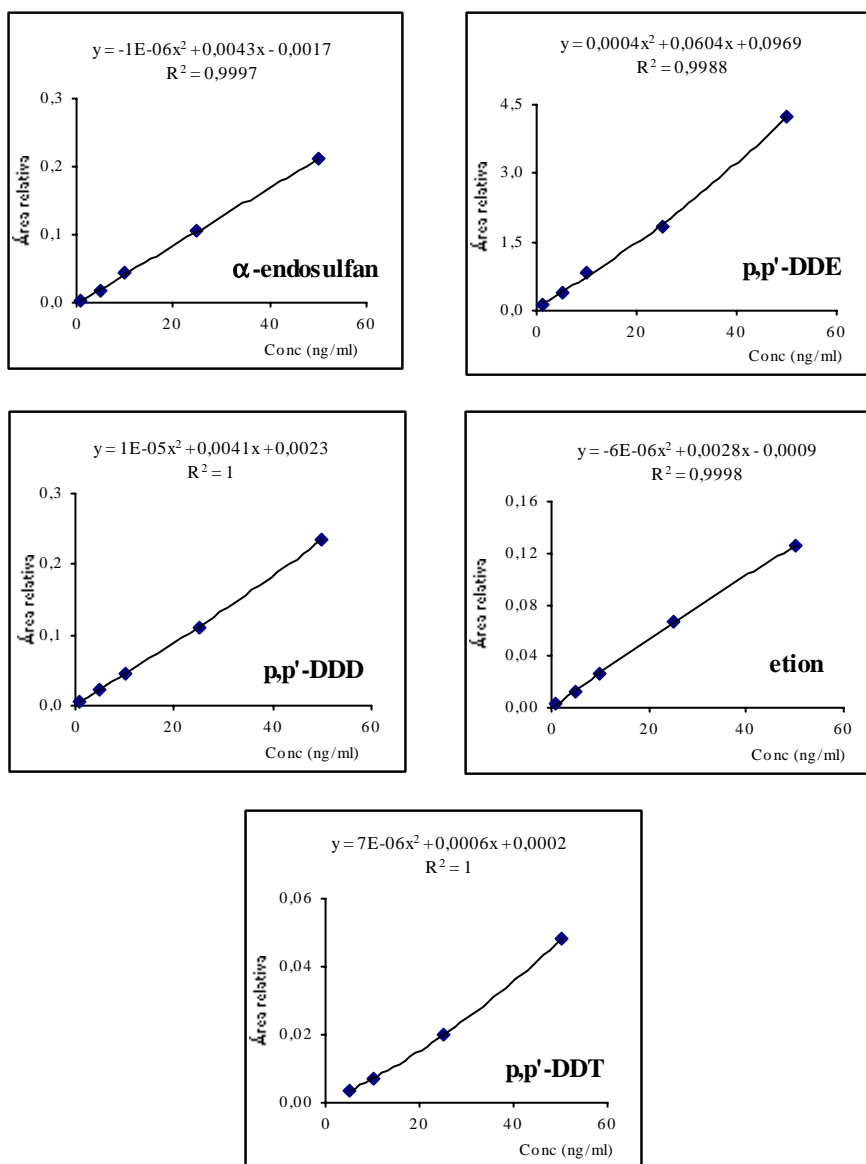 y = -1E-06x² + 0,0043x - 0,0017
R² = 0,9997
0,3
0,2
0,1
0,0
0
20
40
60
Área relativa
α-endosulfan
Conc (ng/ml)
y = 0,0004x² + 0,0604x + 0,0969
R² = 0,9988
4,5
3,0
1,5
0,0
0
20
40
60
Área relativa
p,p'-DDE
Conc (ng/ml)
y = 1E-05x² + 0,0041x + 0,0023
R² = 1
0,3
0,2
0,1
0,0
0
20
40
60
Área relativa
p,p'-DDD
Conc (ng/ml)
y = -6E-06x² + 0,0028x - 0,0009
R² = 0,9998
0,16
0,12
0,08
0,04
0,00
0
20
40
60
Área relativa
etion
Conc (ng/ml)
y = 7E-06x² + 0,0006x + 0,0002
R² = 1
0,06
0,04
0,02
0,00
0
20
40
60
Área relativa
p,p'-DDT
Conc (ng/ml)